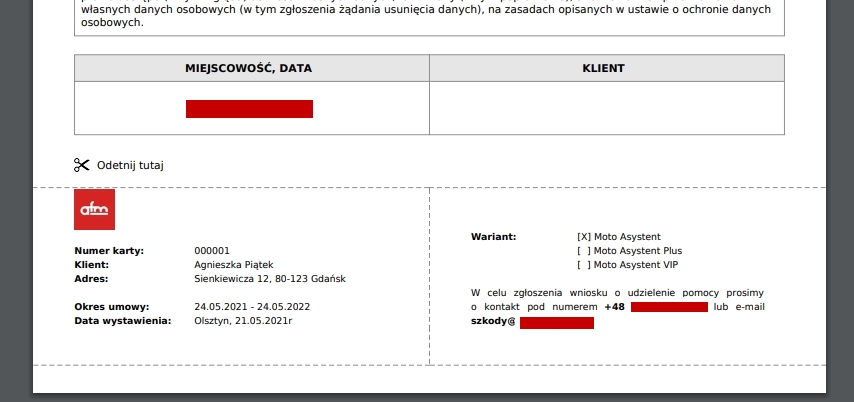 własnych danych osobowych (w tym zgłoszenia żądania usunięcia danych), na zasadach opisanych w ustawie o ochronie danych
osobowych.
MIEJSCOWOŚĆ, DATA
KLIENT
Odetnij tutaj
afm
Numer karty: 000001
Klient: Agnieszka Piątek
Adres: Sienkiewicza 12, 80-123 Gdańsk
Okres umowy: 24.05.2021 - 24.05.2022
Data wystawienia: Olsztyn, 21.05.2021r
Wariant: [X] Moto Asystent
[ ] Moto Asystent Plus
[ ] Moto Asystent VIP
W celu zgłoszenia wniosku o udzielenie pomocy prosimy
o kontakt pod numerem +48 lub e-mail
szkody@